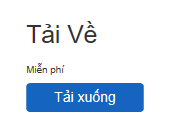 Tải Về
Miễn phí
Tải xuống